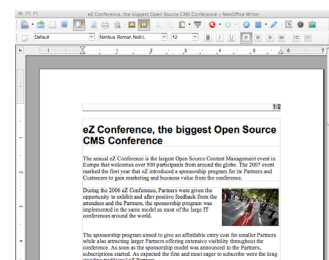 eZ Conference, the biggest Open Source CMS Conference - NeoOffice Writer
Default
Nimbus Roman No9 L
12
B I U
1/2
eZ Conference, the biggest Open Source
CMS Conference
The annual eZ conference is the largest Open Source Content Management event in
Europe that welcomes over 500 participants from around the globe. The 2007 event
marked the first year that eZ introduced a sponsorship program for its Partners and
Customers to gain marketing and business value from the conference.
During the 2006 eZ Conference, Partners were given the
opportunity to exhibit and after positive feedback from the
attendees and the Partners, the sponsorship program was
implemented in the same model as most of the large IT
conferences around the world.
The sponsorship program aimed to give an affordable entry cost for smaller Partners
while also attracting larger Partners offering extensive visibility throughout the
conference. As soon as the sponsorship model was announced to the Partners,
subscriptions started. As expected the first and most eager to subscribe were the long